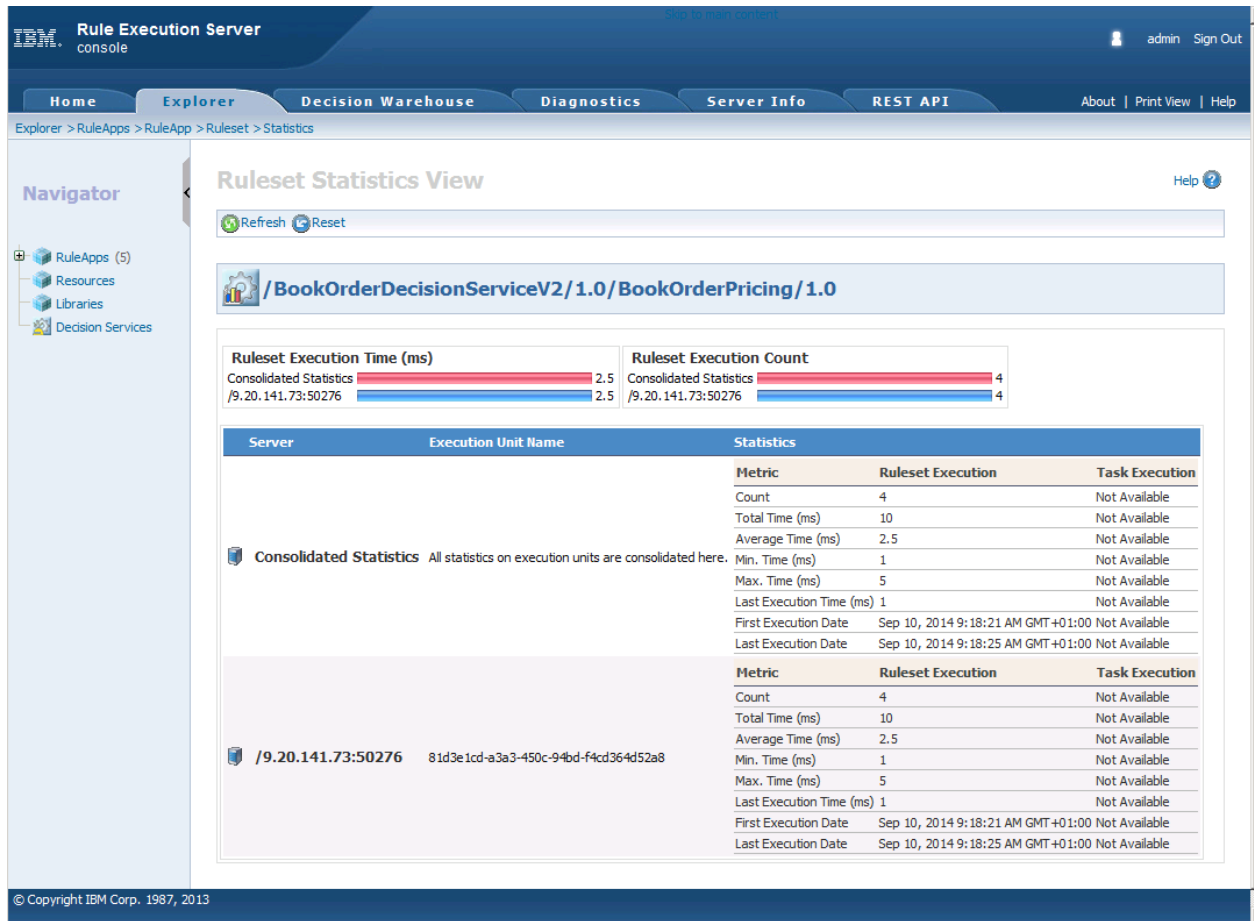 Skip to main content
IBM. Rule Execution Server
console
admin Sign Out
Home Explorer Decision Warehouse Diagnostics Server Info REST API About | Print View | Help
Explorer > RuleApps > RuleApp > Ruleset > Statistics
Navigator
RuleApps (5)
Resources
Libraries
Decision Services
Ruleset Statistics View
Help
Refresh Reset
/BookOrderDecisionServiceV2/1.0/BookOrderPricing/1.0
Ruleset Execution Time (ms)
Consolidated Statistics 2.5
/9.20.141.73:50276 2.5
Ruleset Execution Count
Consolidated Statistics 4
/9.20.141.73:50276 4
Server Execution Unit Name Statistics
Consolidated Statistics All statistics on execution units are consolidated here.
Metric Ruleset Execution Task Execution
Count 4 Not Available
Total Time (ms) 10 Not Available
Average Time (ms) 2.5 Not Available
Min. Time (ms) 1 Not Available
Max. Time (ms) 5 Not Available
Last Execution Time (ms) 1 Not Available
First Execution Date Sep 10, 2014 9:18:21 AM GMT+01:00 Not Available
Last Execution Date Sep 10, 2014 9:18:25 AM GMT+01:00 Not Available
/9.20.141.73:50276 81d3e1cd-a3a3-450c-94bd-f4cd364d52a8
Metric Ruleset Execution Task Execution
Count 4 Not Available
Total Time (ms) 10 Not Available
Average Time (ms) 2.5 Not Available
Min. Time (ms) 1 Not Available
Max. Time (ms) 5 Not Available
Last Execution Time (ms) 1 Not Available
First Execution Date Sep 10, 2014 9:18:21 AM GMT+01:00 Not Available
Last Execution Date Sep 10, 2014 9:18:25 AM GMT+01:00 Not Available
© Copyright IBM Corp. 1987, 2013